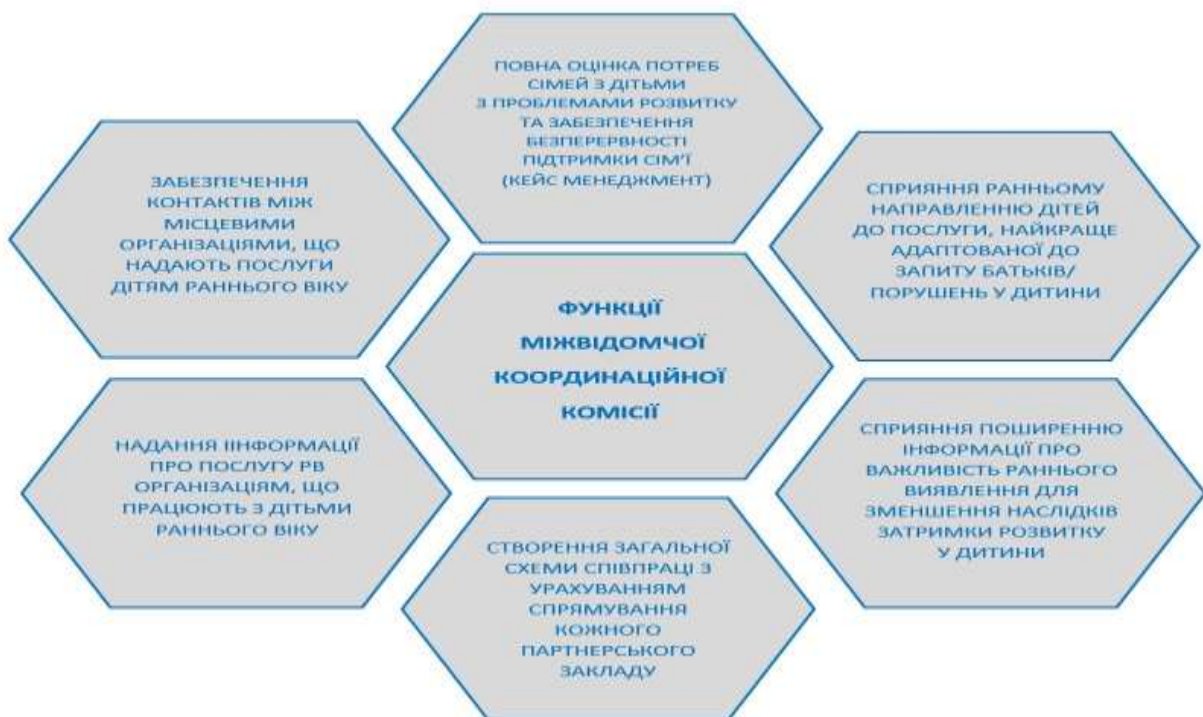 ПОВНА ОЦІНКА ПОТРЕБ
СІМЕЙ З ДІТЬМИ
З ПРОБЛЕМАМИ РОЗВИТКУ
ТА ЗАБЕЗПЕЧЕННЯ
БЕЗПЕРЕРВНОСТІ
ПІДТРИМКИ СІМ'Ї
(КЕЙС МЕНЕДЖМЕНТ)
ЗАБЕЗПЕЧЕННЯ
КОНТАКТІВ МІЖ
МІСЦЕВИМИ
ОРГАНІЗАЦІЯМИ, ЩО
НАДАЮТЬ ПОСЛУГИ
ДІТЯМ РАННЬОГО ВІКУ
СПРИЯННЯ РАННЬОМУ
НАПРАВЛЕННЮ ДІТЕЙ
ДО ПОСЛУГИ, НАЙКРАЩЕ
АДАПТОВАНОЇ ДО
ЗАПИТУ БАТЬКІВ/
ПОРУШЕНЬ У ДИТИНИ
ФУНКЦІЇ
МІЖВІДОМЧОЇ
КООРДИНАЦІЙНОЇ
КОМІСІЇ
НАДАННЯ ІІНФОРМАЦІЇ
ПРО ПОСЛУГУ РВ
ОРГАНІЗАЦІЯМ, ЩО
ПРАЦЮЮТЬ З ДІТЬМИ
РАННЬОГО ВІКУ
СПРИЯННЯ ПОШИРЕННЮ
ІНФОРМАЦІЇ ПРО
ВАЖЛИВІСТЬ РАННЬОГО
ВИЯВЛЕННЯ ДЛЯ
ЗМЕНШЕННЯ НАСЛІДКІВ
ЗАТРИМКИ РОЗВИТКУ
У ДИТИНИ
СТВОРЕННЯ ЗАГАЛЬНОЇ
СХЕМИ СПІВПРАЦІ З
УРАХУВАННЯМ
СПРЯМУВАННЯ
КОЖНОГО
ПАРТНЕРСЬКОГО
ЗАКЛАДУ